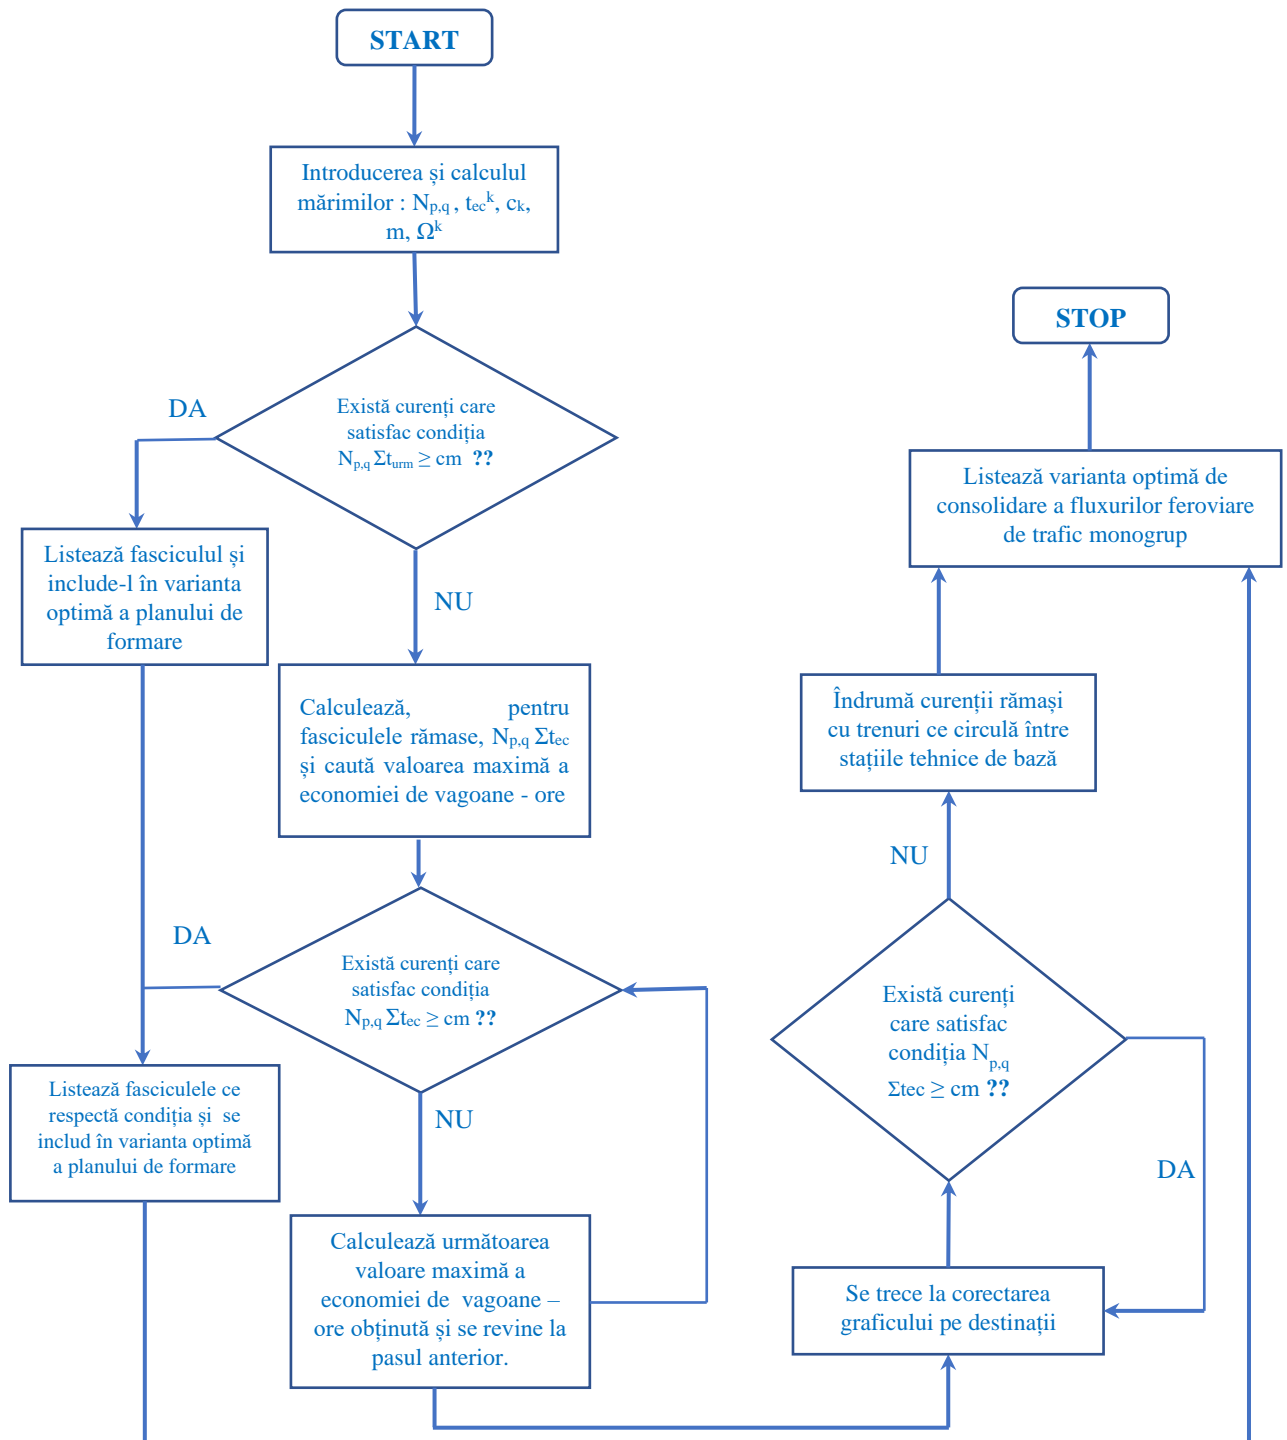 START
Introducerea și calculul
mărimilor : Nₚ,q , tecᵏ, cₖ,
m, Ωᵏ
DA
Există curenți care
satisfac condiția
Np,q Σturm ≥ cm ??
NU
Listează fasciculul și
include-l în varianta
optimă a planului de
formare
Calculează, pentru
fasciculele rămase, Np,q Σtec
și caută valoarea maximă a
economiei de vagoane - ore
DA
Există curenți care
satisfac condiția
Np,q Σtec ≥ cm ??
NU
Listează fasciculele ce
respectă condiția și se
includ în varianta optimă
a planului de formare
Calculează următoarea
valoare maximă a
economiei de vagoane –
ore obținută și se revine la
pasul anterior.
STOP
Listează varianta optimă de
consolidare a fluxurilor feroviare
de trafic monogrup
Îndrumă curenții rămași
cu trenuri ce circulă între
stațiile tehnice de bază
NU
Există curenți
care satisfac
condiția Np,q
Σtec ≥ cm ??
DA
Se trece la corectarea
graficului pe destinații